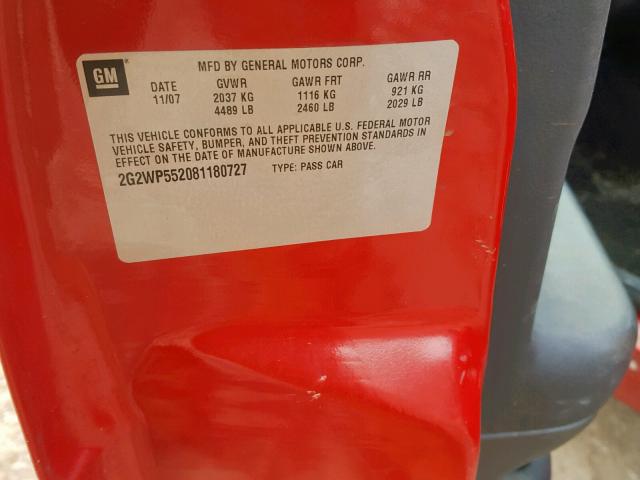 GM
MFD BY GENERAL MOTORS CORP.
DATE GVWR GAWR FRT GAWR RR
11/07 2037 KG 1116 KG 921 KG
4489 LB 2460 LB 2029 LB
THIS VEHICLE CONFORMS TO ALL APPLICABLE U.S. FEDERAL MOTOR
VEHICLE SAFETY, BUMPER, AND THEFT PREVENTION STANDARDS IN
EFFECT ON THE DATE OF MANUFACTURE SHOWN ABOVE.
2G2WP552081180727 TYPE: PASS CAR